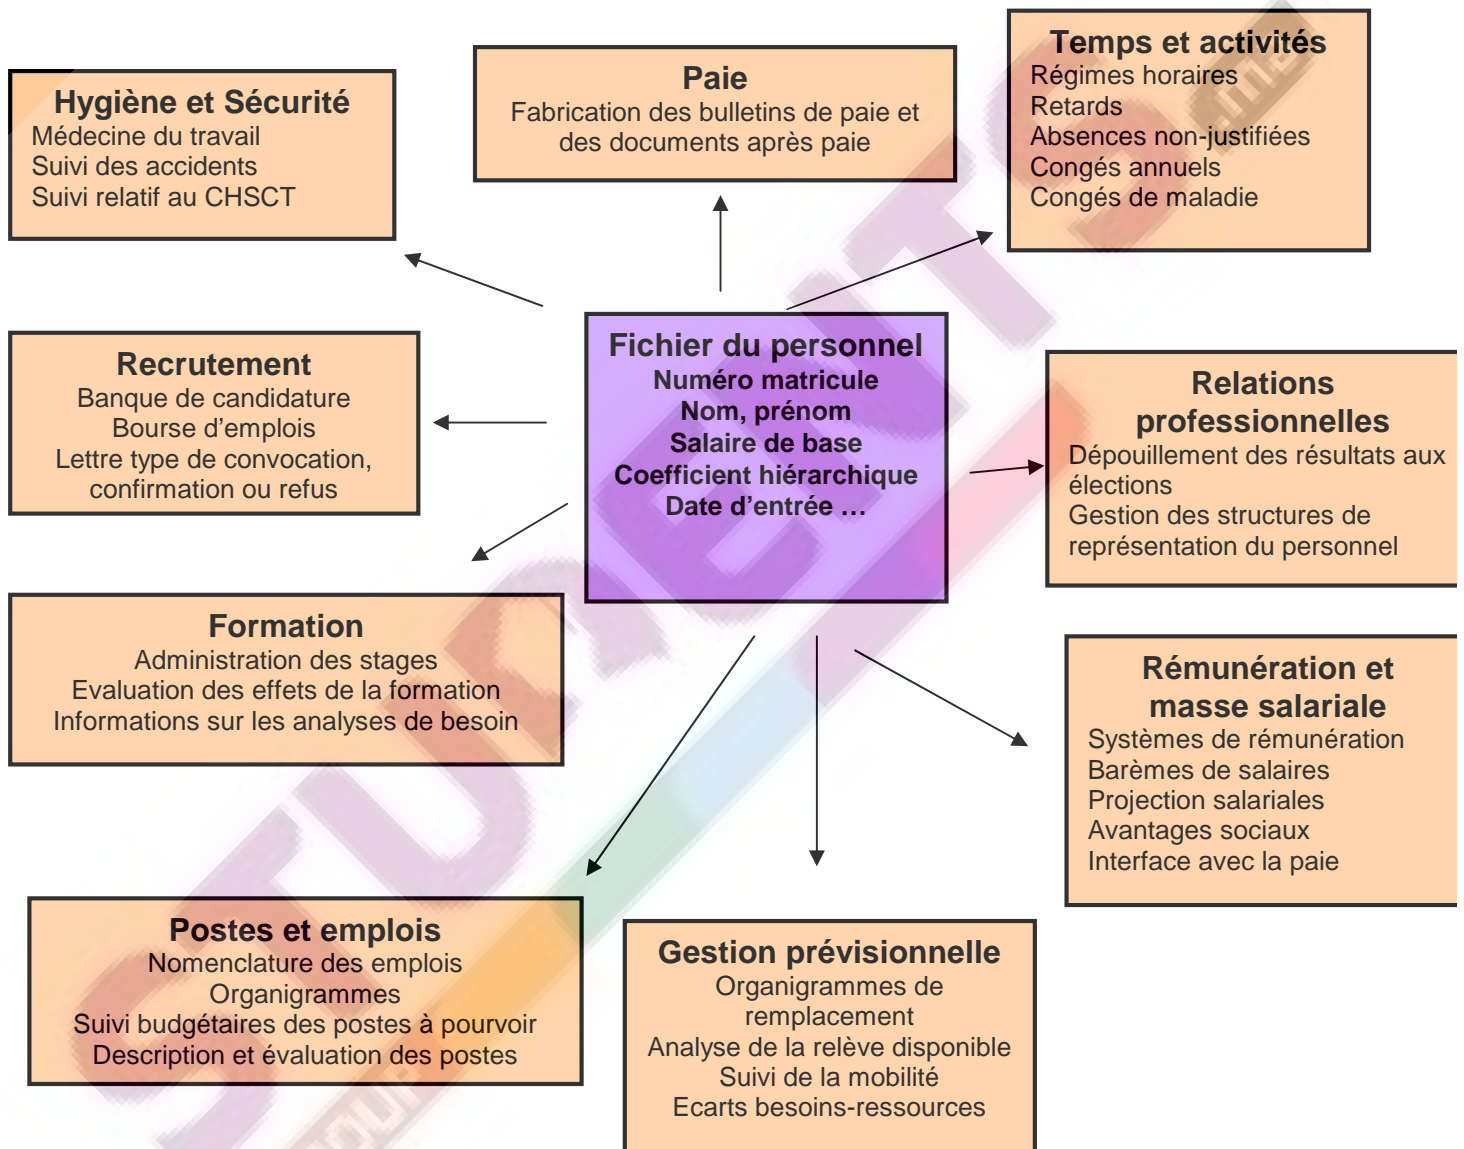 Hygiène et Sécurité
Médecine du travail
Suivi des accidents
Suivi relatif au CHSCT
Paie
Fabrication des bulletins de paie et
des documents après paie
Temps et activités
Régimes horaires
Retards
Absences non-justifiées
Congés annuels
Congés de maladie
Recrutement
Banque de candidature
Bourse d'emplois
Lettre type de convocation,
confirmation ou refus
Fichier du personnel
Numéro matricule
Nom, prénom
Salaire de base
Coefficient hiérarchique
Date d'entrée …
Relations
professionnelles
Dépouillement des résultats aux
élections
Gestion des structures de
représentation du personnel
Formation
Administration des stages
Evaluation des effets de la formation
Informations sur les analyses de besoin
Rémunération et
masse salariale
Systèmes de rémunération
Barèmes de salaires
Projection salariales
Avantages sociaux
Interface avec la paie
Postes et emplois
Nomenclature des emplois
Organigrammes
Suivi budgétaires des postes à pourvoir
Description et évaluation des postes
Gestion prévisionnelle
Organigrammes de
remplacement
Analyse de la relève disponible
Suivi de la mobilité
Ecarts besoins-ressources